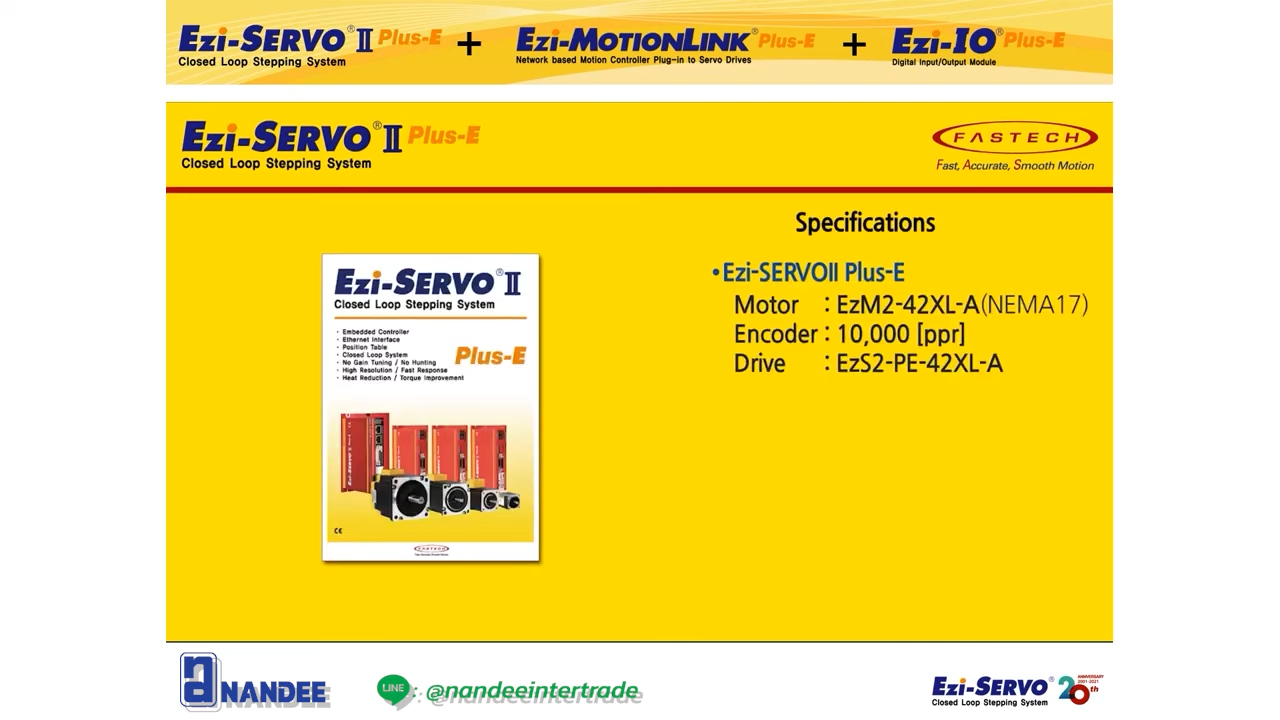 Ezi-SERVO® II Plus-E + Ezi-MOTIONLINK® Plus-E + Ezi-IO® Plus-E
Closed Loop Stepping System Network based Motion Controller Plug-in to Servo Drives Digital Input/Output Module
Ezi-SERVO® II Plus-E
Closed Loop Stepping System
FASTECH
Fast, Accurate, Smooth Motion
Specifications
•Ezi-SERVOII Plus-E
Motor : EzM2-42XL-A(NEMA17)
Encoder : 10,000 [ppr]
Drive : EzS2-PE-42XL-A
Ezi-SERVO® II
Closed Loop Stepping System
· Embedded Controller
· Ethernet Interface
· Position Table
· Closed Loop System
· No Gain Tuning / No Hunting
· High Resolution / Fast Response
· Heat Reduction / Torque Improvement
Plus-E
CE
FASTECH
NANDEE
LINE : @nandeeintertrade
Ezi-SERVO® 20th
Closed Loop Stepping System
ANNIVERSARY
2001-2021